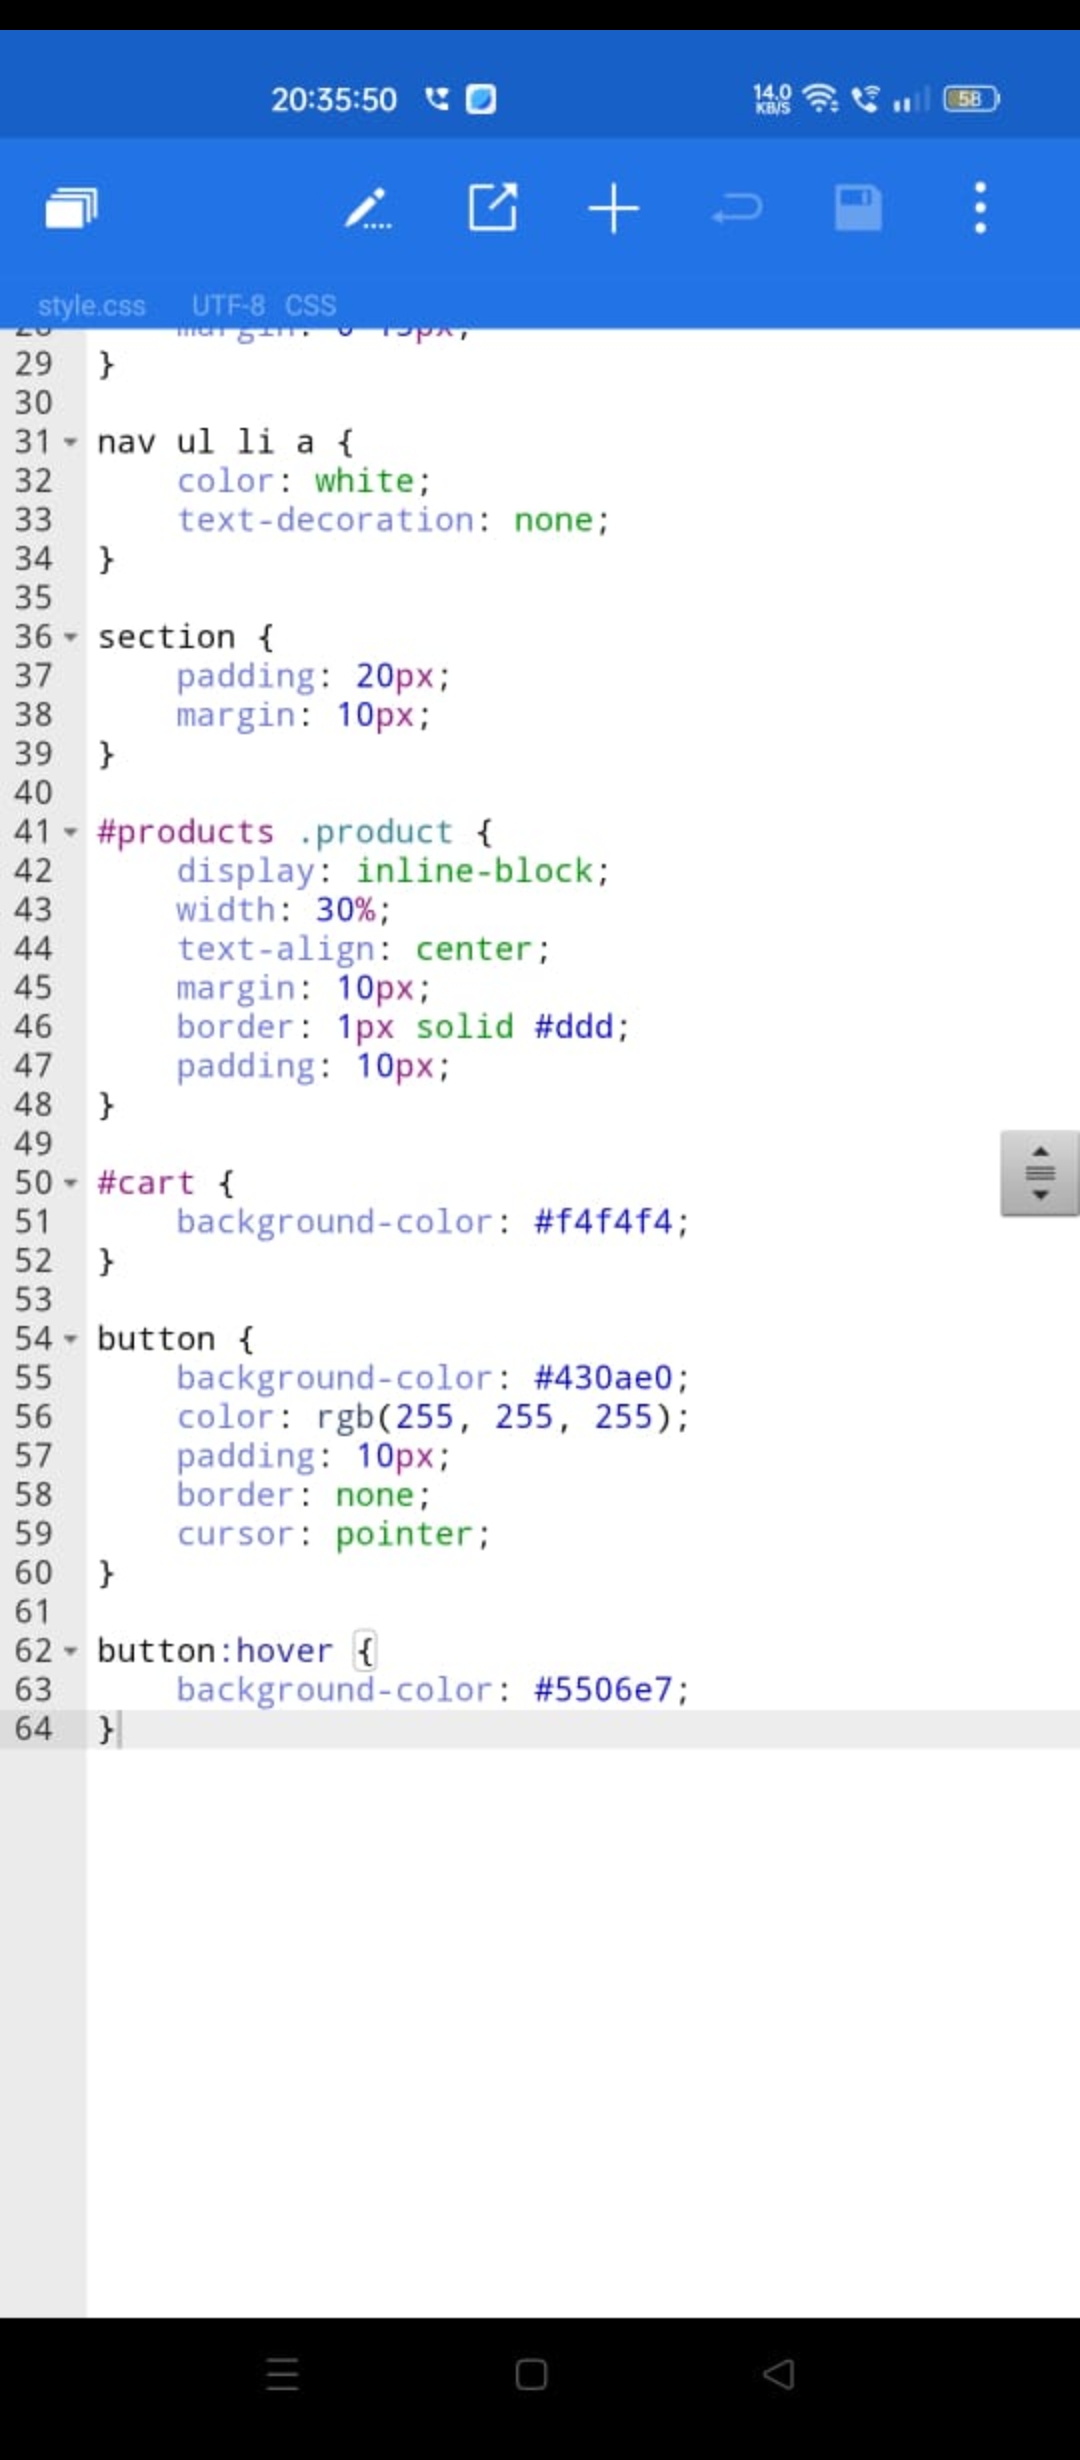 20:35:50 14.0 KB/S 58
style.css UTF-8 CSS
28 margin: 0 15px;
29 }
30
31 nav ul li a {
32 color: white;
33 text-decoration: none;
34 }
35
36 section {
37 padding: 20px;
38 margin: 10px;
39 }
40
41 #products .product {
42 display: inline-block;
43 width: 30%;
44 text-align: center;
45 margin: 10px;
46 border: 1px solid #ddd;
47 padding: 10px;
48 }
49
50 #cart {
51 background-color: #f4f4f4;
52 }
53
54 button {
55 background-color: #430ae0;
56 color: rgb(255, 255, 255);
57 padding: 10px;
58 border: none;
59 cursor: pointer;
60 }
61
62 button:hover {
63 background-color: #5506e7;
64 }